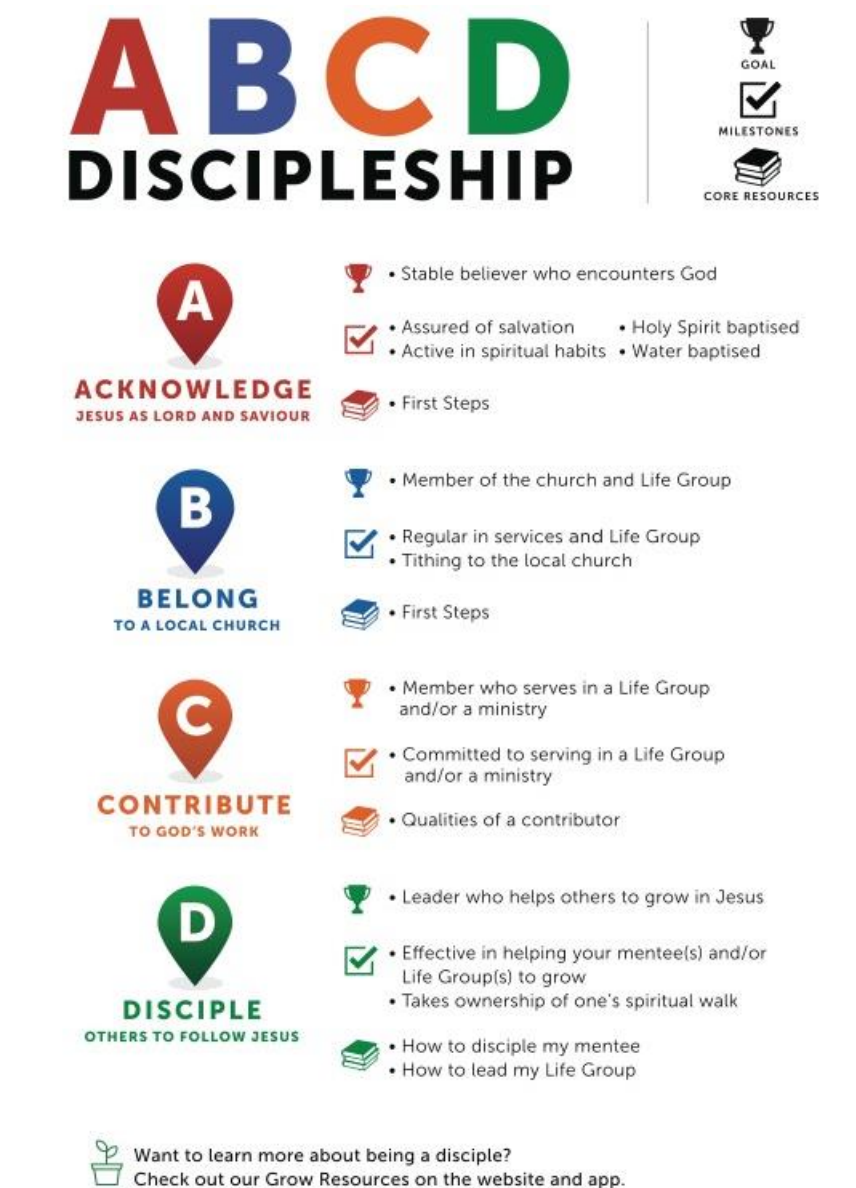 ABCD
DISCIPLESHIP
GOAL
MILESTONES
CORE RESOURCES
A
ACKNOWLEDGE
JESUS AS LORD AND SAVIOUR
• Stable believer who encounters God
• Assured of salvation • Holy Spirit baptised
• Active in spiritual habits • Water baptised
• First Steps
B
BELONG
TO A LOCAL CHURCH
• Member of the church and Life Group
• Regular in services and Life Group
• Tithing to the local church
• First Steps
C
CONTRIBUTE
TO GOD'S WORK
• Member who serves in a Life Group
and/or a ministry
• Committed to serving in a Life Group
and/or a ministry
• Qualities of a contributor
D
DISCIPLE
OTHERS TO FOLLOW JESUS
• Leader who helps others to grow in Jesus
• Effective in helping your mentee(s) and/or
Life Group(s) to grow
• Takes ownership of one's spiritual walk
• How to disciple my mentee
• How to lead my Life Group
Want to learn more about being a disciple?
Check out our Grow Resources on the website and app.